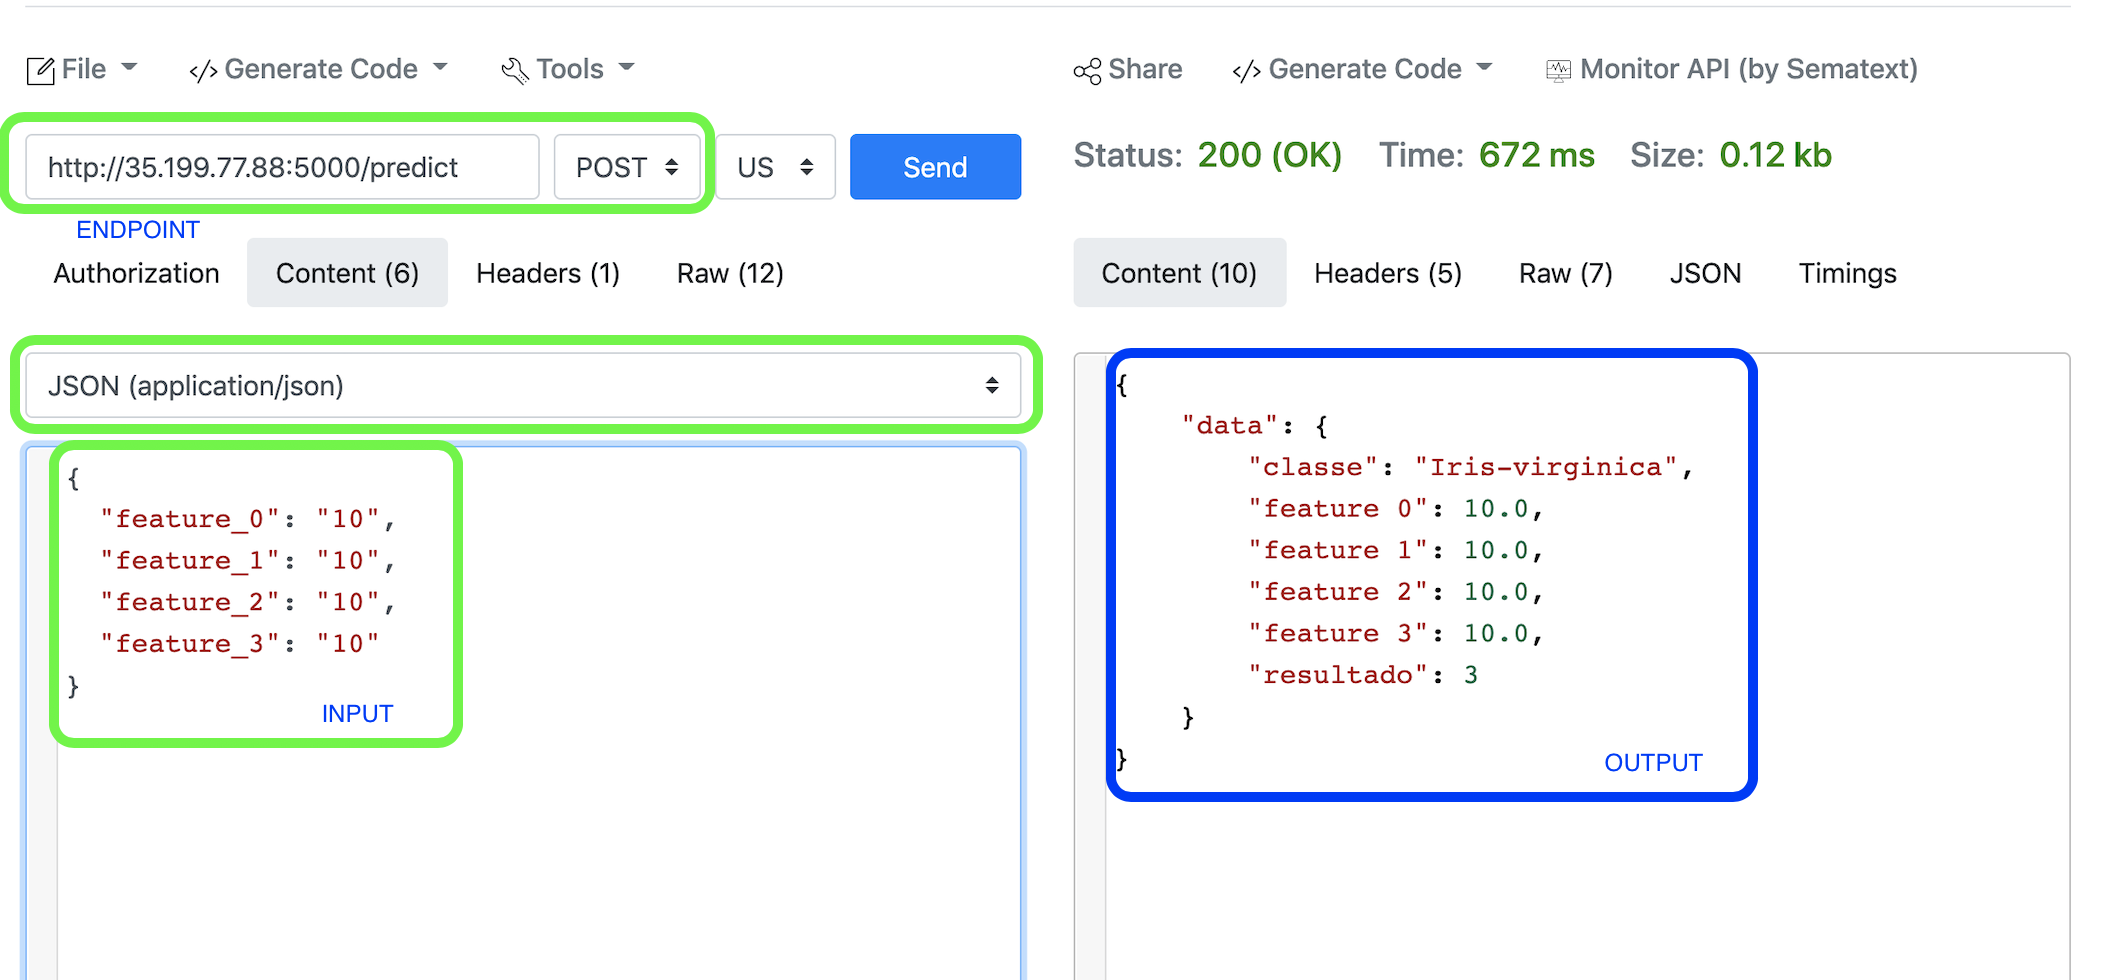 File Generate Code Tools
http://35.199.77.88:5000/predict POST US Send
ENDPOINT
Authorization Content (6) Headers (1) Raw (12)
JSON (application/json)
{
"feature_0": "10",
"feature_1": "10",
"feature_2": "10",
"feature_3": "10"
}
INPUT
Share Generate Code Monitor API (by Sematext)
Status: 200 (OK) Time: 672 ms Size: 0.12 kb
Content (10) Headers (5) Raw (7) JSON Timings
{
"data": {
"classe": "Iris-virginica",
"feature 0": 10.0,
"feature 1": 10.0,
"feature 2": 10.0,
"feature 3": 10.0,
"resultado": 3
}
}
OUTPUT